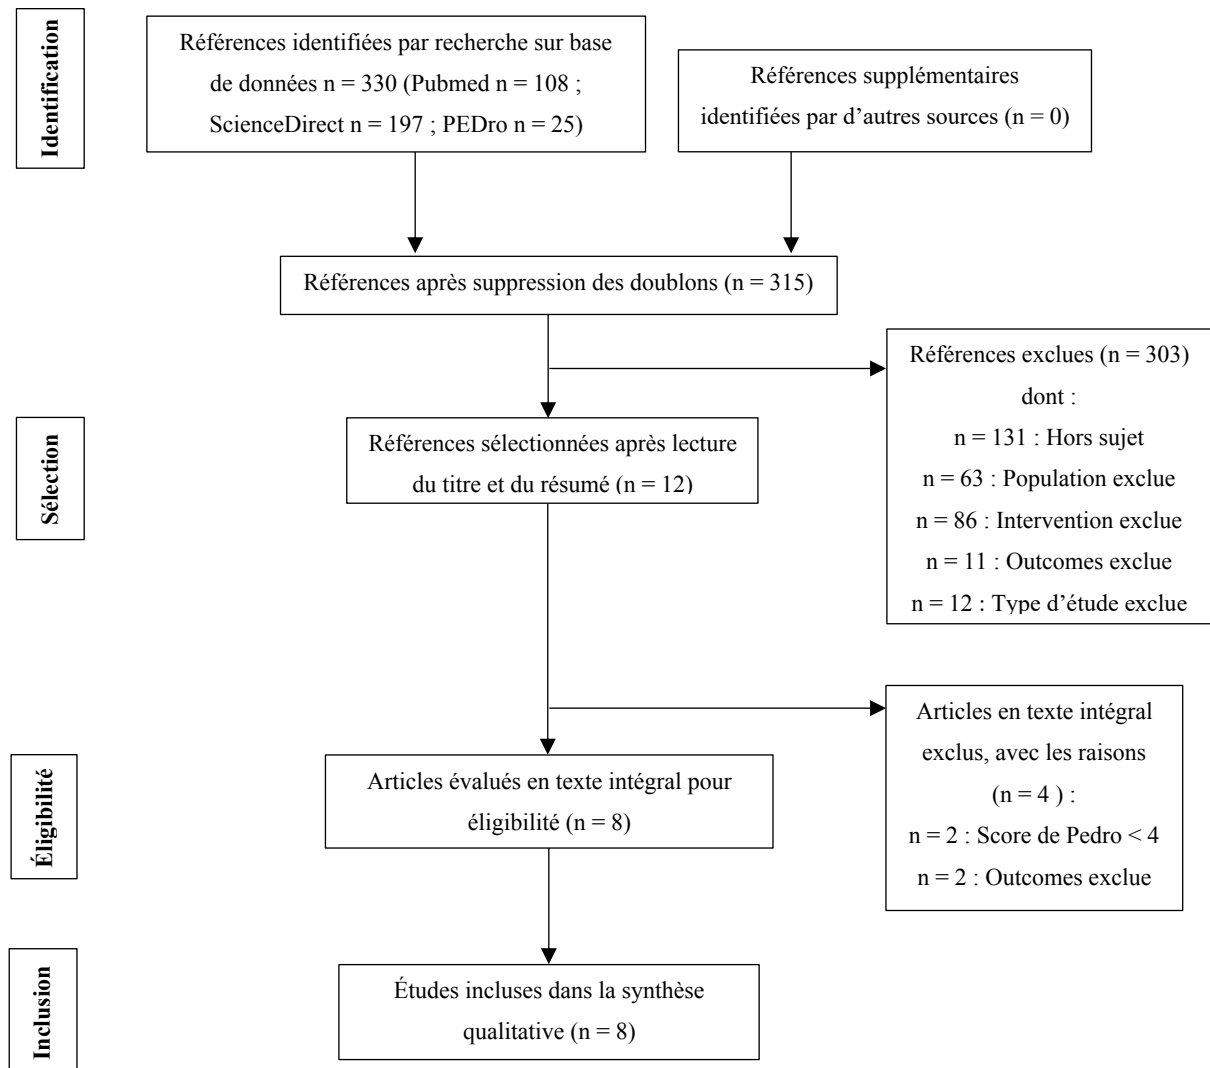 Identification
Références identifiées par recherche sur base
de données n = 330 (Pubmed n = 108 ;
ScienceDirect n = 197 ; PEDro n = 25)
Références supplémentaires
identifiées par d’autres sources (n = 0)
Références après suppression des doublons (n = 315)
Références exclues (n = 303)
dont :
n = 131 : Hors sujet
n = 63 : Population exclue
n = 86 : Intervention exclue
n = 11 : Outcomes exclue
n = 12 : Type d’étude exclue
Sélection
Références sélectionnées après lecture
du titre et du résumé (n = 12)
Articles en texte intégral
exclus, avec les raisons
(n = 4 ) :
n = 2 : Score de Pedro < 4
n = 2 : Outcomes exclue
Éligibilité
Articles évalués en texte intégral pour
éligibilité (n = 8)
Inclusion
Études incluses dans la synthèse
qualitative (n = 8)